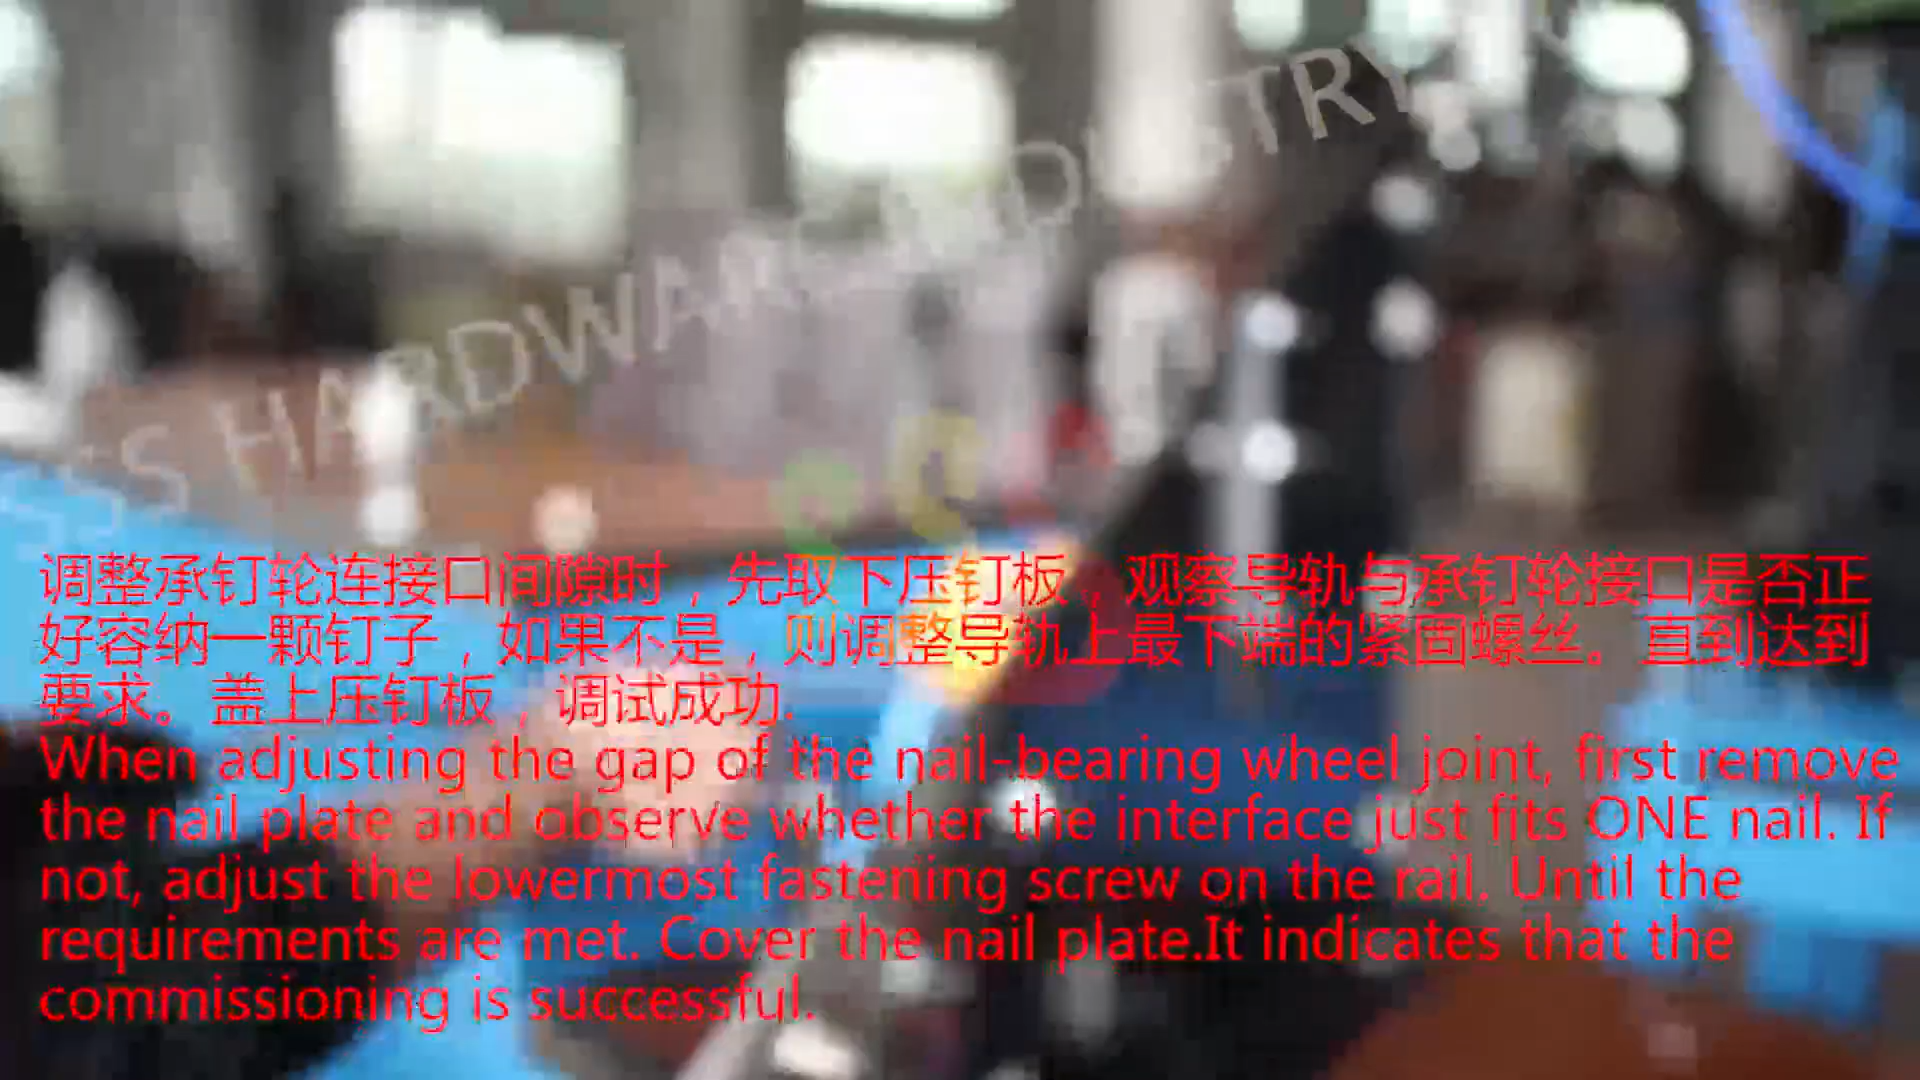 SSS HARDWARE INDUSTRY
调整承钉轮连接口间隙时，先取下压钉板，观察导轨与承钉轮接口是否正
好容纳一颗钉子，如果不是，则调整导轨上最下端的紧固螺丝。直到达到
要求。盖上压钉板，调试成功.
When adjusting the gap of the nail-bearing wheel joint, first remove
the nail plate and observe whether the interface just fits ONE nail. If
not, adjust the lowermost fastening screw on the rail. Until the
requirements are met. Cover the nail plate.It indicates that the
commissioning is successful.